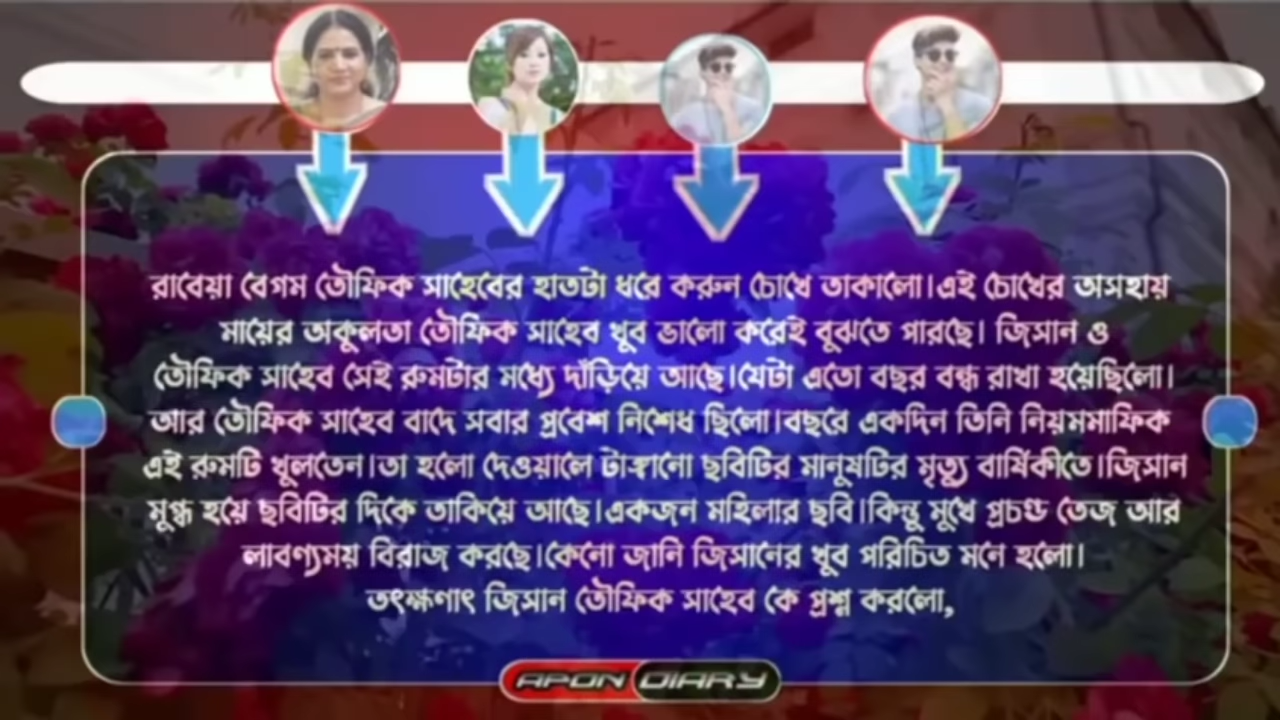 রাবেয়া বেগম তৌফিক সাহেবের হাতটা ধরে করুন চোখে তাকালো।এই চোখের অসহায়
মায়ের অকুলতা তৌফিক সাহেব খুব ভালো করেই বুঝতে পারছে। জিসান ও
তৌফিক সাহেব সেই রুমটার মধ্যে দাঁড়িয়ে আছে।যেটা এতো বছর বন্ধ রাখা হয়েছিলো।
আর তৌফিক সাহেব বাদে সবার প্রবেশ নিশেধ ছিলো।বছরে একদিন তিনি নিয়মমাফিক
এই রুমটি খুলতেন।তা হলো দেওয়ালে টাঙ্গানো ছবিটির মানুষটির মৃত্যু বার্ষিকীতে।জিসান
মুগ্ধ হয়ে ছবিটির দিকে তাকিয়ে আছে।একজন মহিলার ছবি।কিন্তু মুখে প্রচণ্ড তেজ আর
লাবণ্যময় বিরাজ করছে।কেনো জানি জিসানের খুব পরিচিত মনে হলো।
তৎক্ষণাৎ জিসান তৌফিক সাহেব কে প্রশ্ন করলো,
APON DIARY